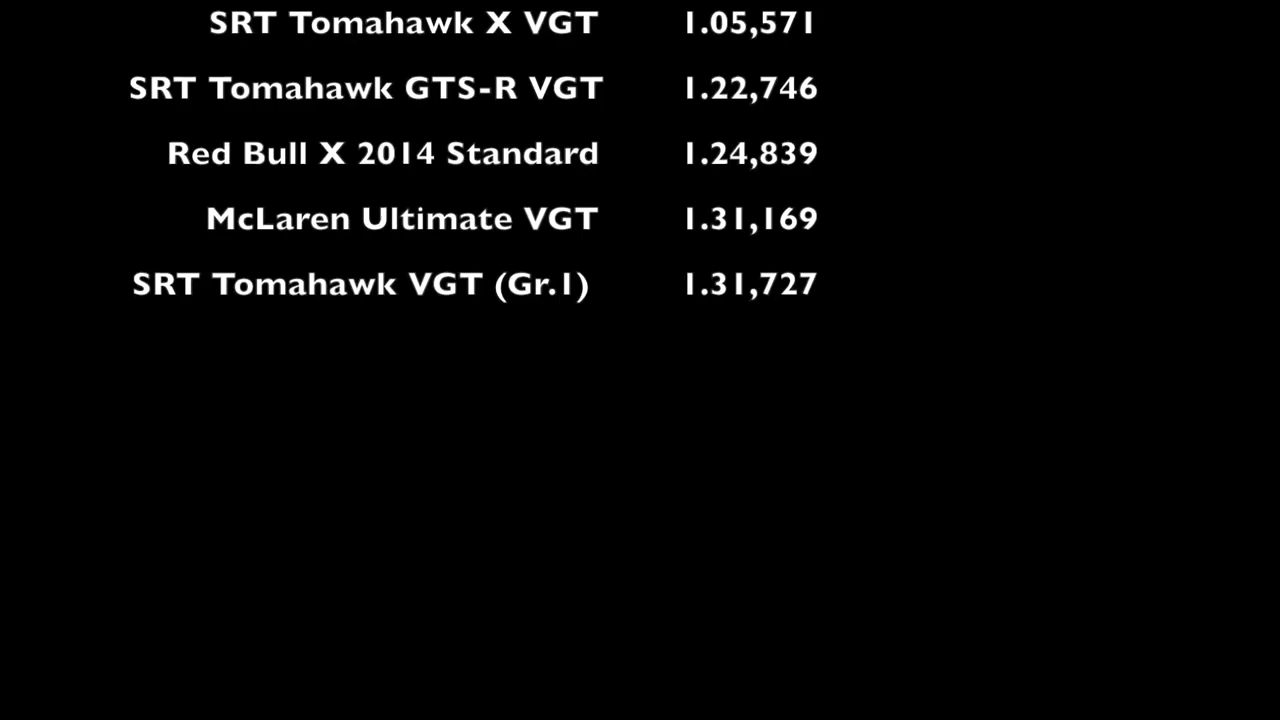 SRT Tomahawk X VGT 1.05,571
SRT Tomahawk GTS-R VGT 1.22,746
Red Bull X 2014 Standard 1.24,839
McLaren Ultimate VGT 1.31,169
SRT Tomahawk VGT (Gr.1) 1.31,727